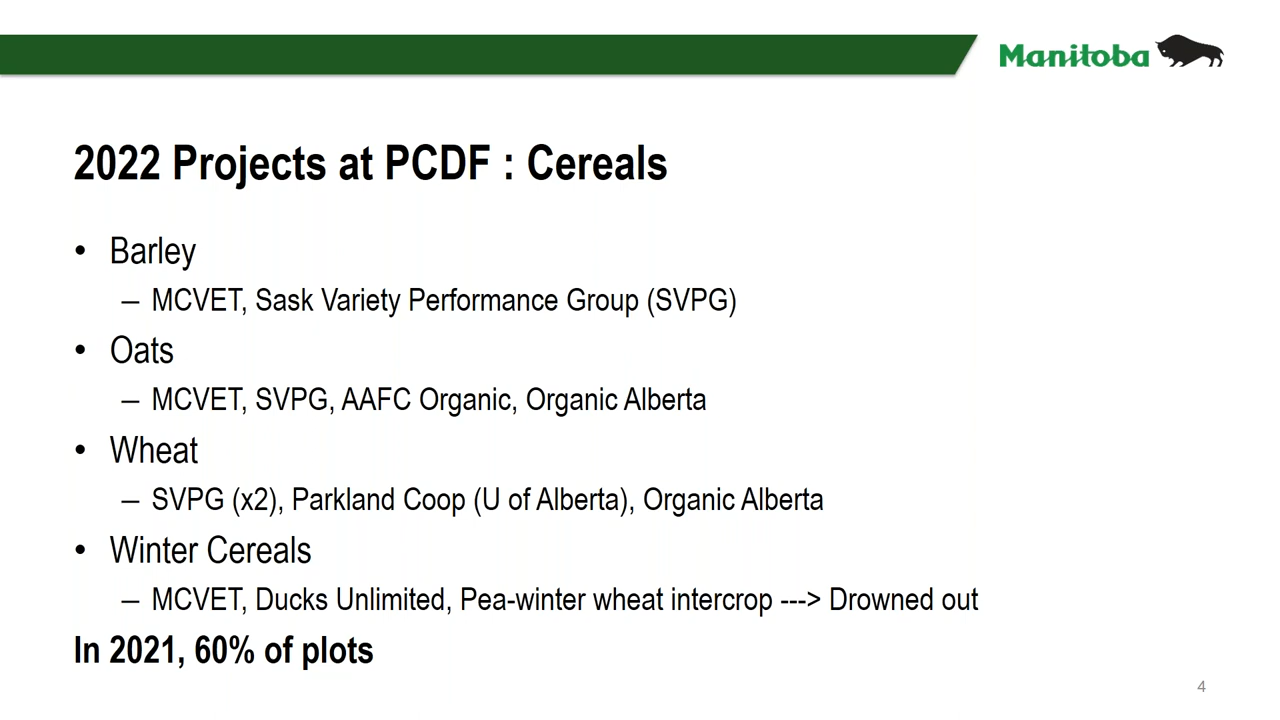 Manitoba
2022 Projects at PCDF : Cereals
• Barley
– MCVET, Sask Variety Performance Group (SVPG)
• Oats
– MCVET, SVPG, AAFC Organic, Organic Alberta
• Wheat
– SVPG (x2), Parkland Coop (U of Alberta), Organic Alberta
• Winter Cereals
– MCVET, Ducks Unlimited, Pea-winter wheat intercrop ---> Drowned out
In 2021, 60% of plots
4